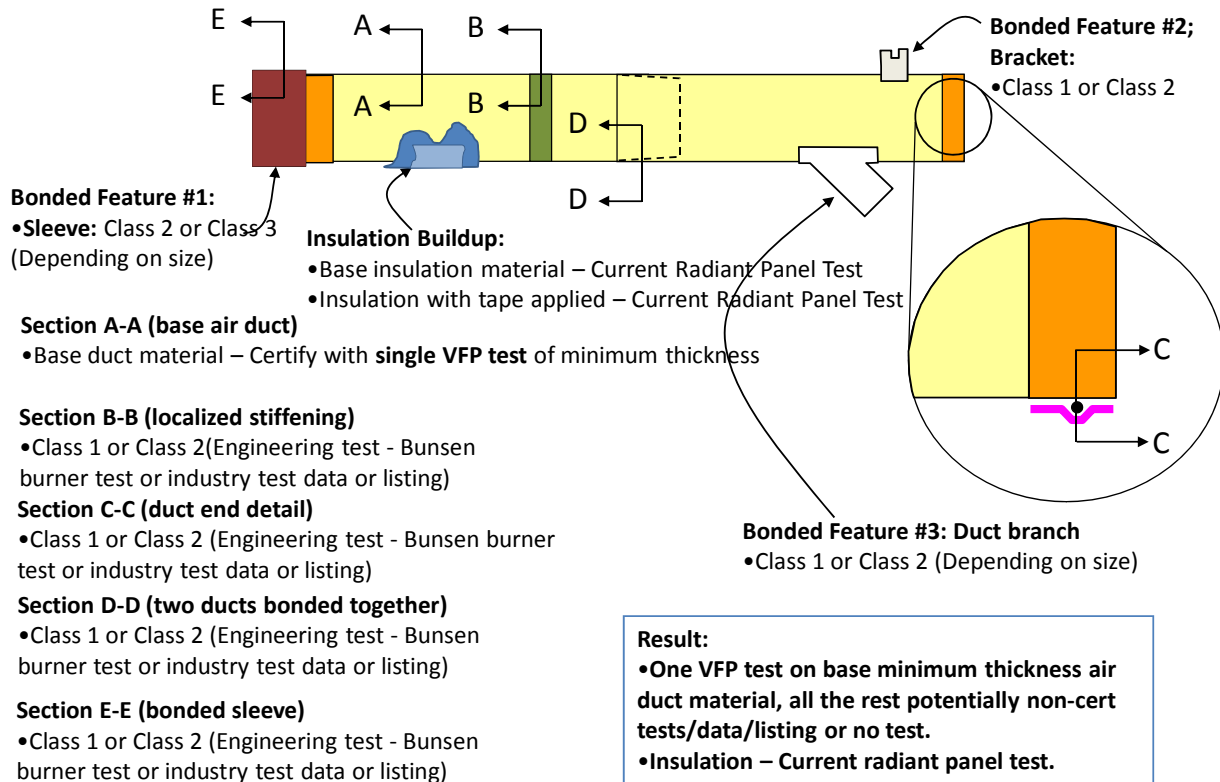 E
A
B
E
A
B
D
D
Bonded Feature #2;
Bracket:
•Class 1 or Class 2
Bonded Feature #1:
•Sleeve: Class 2 or Class 3
(Depending on size)
Insulation Buildup:
•Base insulation material – Current Radiant Panel Test
•Insulation with tape applied – Current Radiant Panel Test
Section A-A (base air duct)
•Base duct material – Certify with single VFP test of minimum thickness
C
C
Section B-B (localized stiffening)
•Class 1 or Class 2(Engineering test - Bunsen
burner test or industry test data or listing)
Section C-C (duct end detail)
•Class 1 or Class 2 (Engineering test - Bunsen burner
test or industry test data or listing)
Section D-D (two ducts bonded together)
•Class 1 or Class 2 (Engineering test - Bunsen
burner test or industry test data or listing)
Section E-E (bonded sleeve)
•Class 1 or Class 2 (Engineering test - Bunsen
burner test or industry test data or listing)
Bonded Feature #3: Duct branch
•Class 1 or Class 2 (Depending on size)
Result:
•One VFP test on base minimum thickness air
duct material, all the rest potentially non-cert
tests/data/listing or no test.
•Insulation – Current radiant panel test.